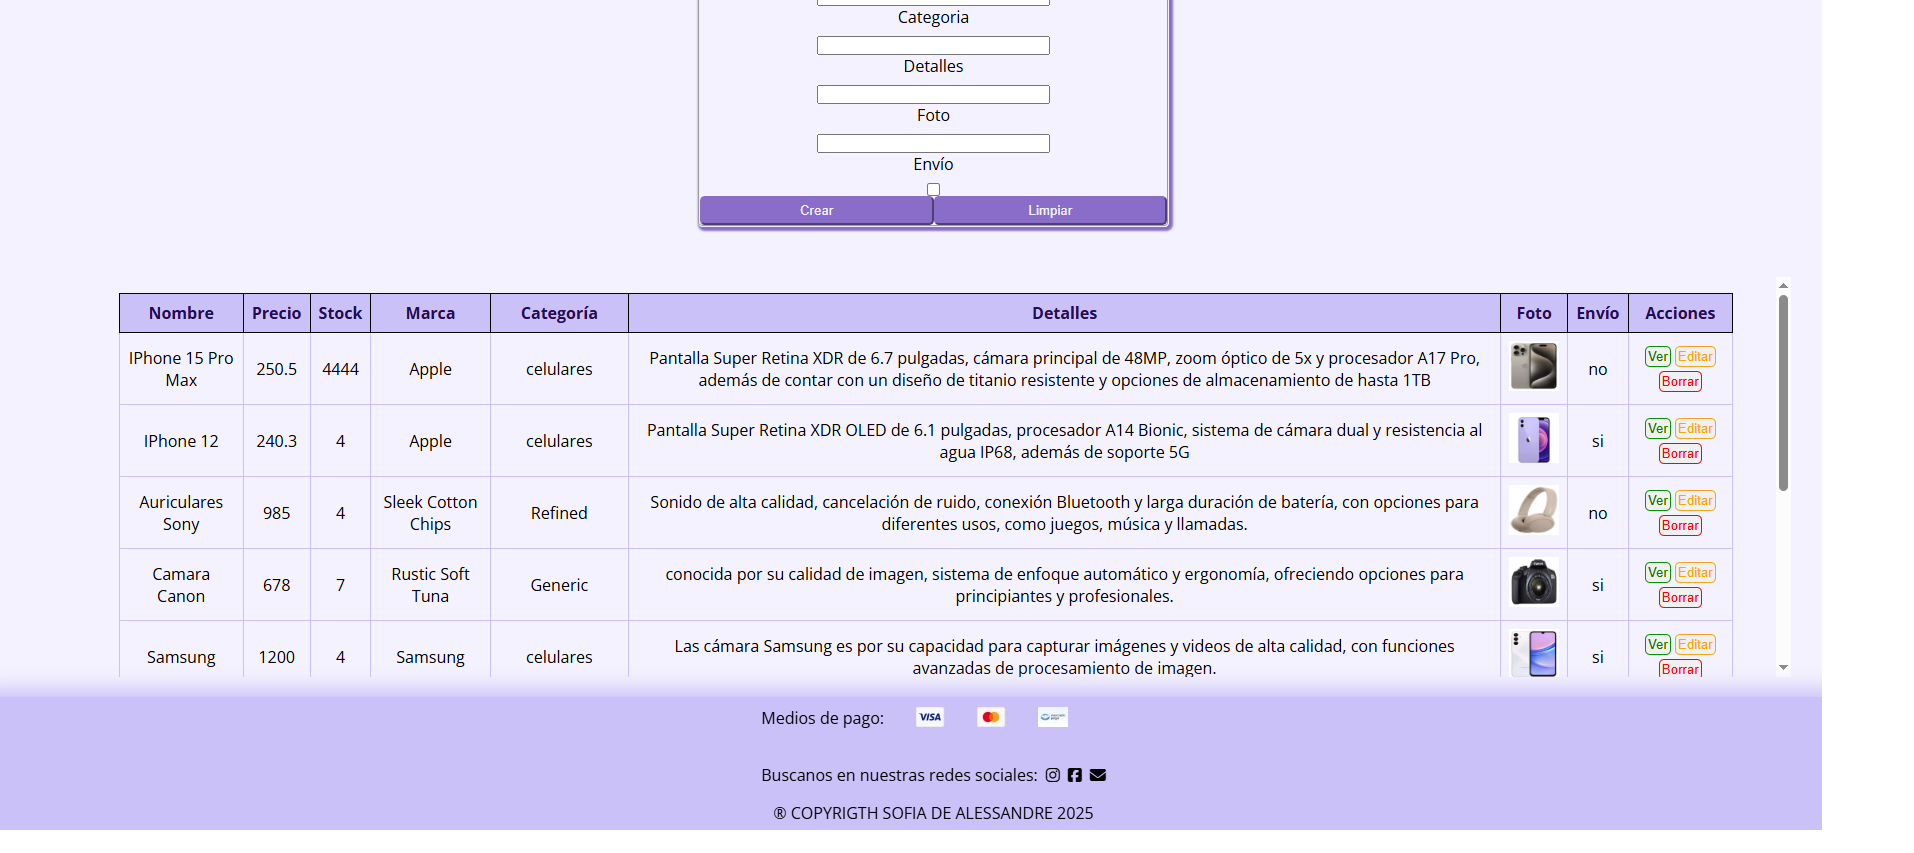 Categoria
Detalles
Foto
Envío
Crear Limpiar
Nombre Precio Stock Marca Categoría Detalles Foto Envío Acciones
IPhone 15 Pro Max 250.5 4444 Apple celulares Pantalla Super Retina XDR de 6.7 pulgadas, cámara principal de 48MP, zoom óptico de 5x y procesador A17 Pro, además de contar con un diseño de titanio resistente y opciones de almacenamiento de hasta 1TB no Ver Editar Borrar
IPhone 12 240.3 4 Apple celulares Pantalla Super Retina XDR OLED de 6.1 pulgadas, procesador A14 Bionic, sistema de cámara dual y resistencia al agua IP68, además de soporte 5G si Ver Editar Borrar
Auriculares Sony 985 4 Sleek Cotton Chips Refined Sonido de alta calidad, cancelación de ruido, conexión Bluetooth y larga duración de batería, con opciones para diferentes usos, como juegos, música y llamadas. no Ver Editar Borrar
Camara Canon 678 7 Rustic Soft Tuna Generic conocida por su calidad de imagen, sistema de enfoque automático y ergonomía, ofreciendo opciones para principiantes y profesionales. si Ver Editar Borrar
Samsung 1200 4 Samsung celulares Las cámara Samsung es por su capacidad para capturar imágenes y videos de alta calidad, con funciones avanzadas de procesamiento de imagen. si Ver Editar Borrar
Medios de pago: VISA
Buscanos en nuestras redes sociales:
® COPYRIGTH SOFIA DE ALESSANDRE 2025